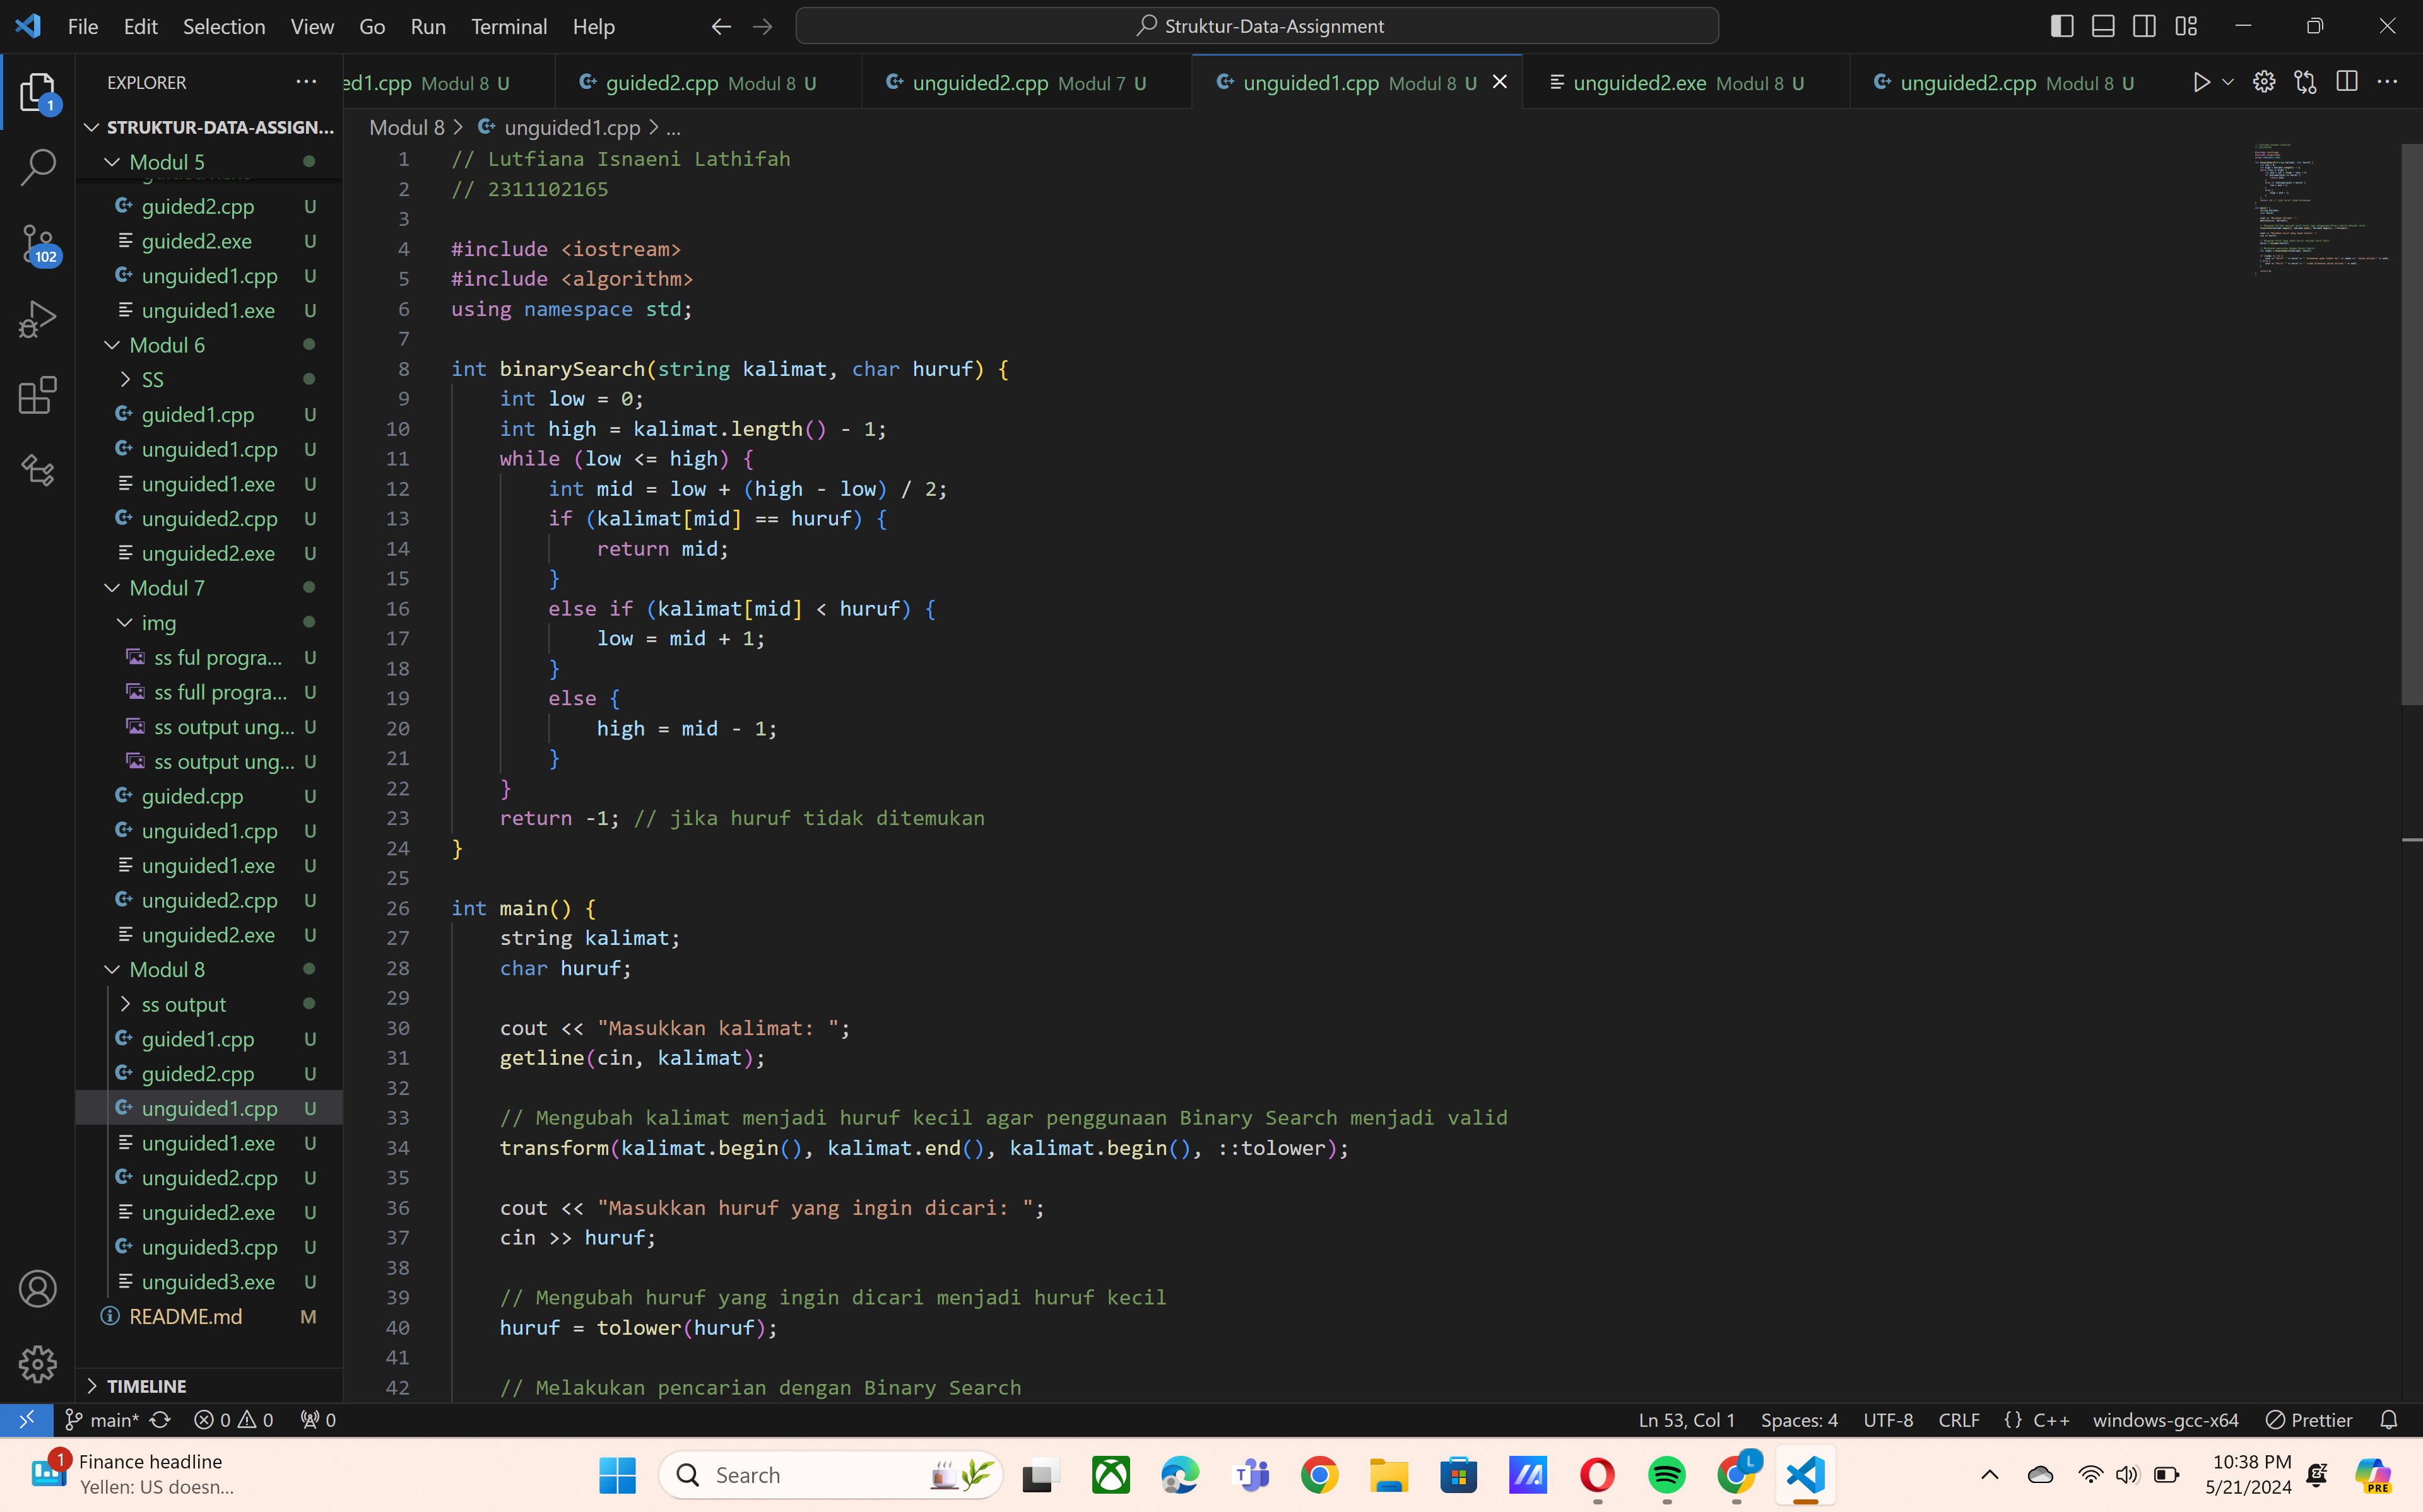 File Edit Selection View Go Run Terminal Help
Struktur-Data-Assignment
EXPLORER
ed1.cpp Modul 8 U
guided2.cpp Modul 8 U
unguided2.cpp Modul 7 U
unguided1.cpp Modul 8 U
unguided2.exe Modul 8 U
unguided2.cpp Modul 8 U
1
102
STRUKTUR-DATA-ASSIGN...
Modul 5
guided2.cpp U
guided2.exe U
unguided1.cpp U
unguided1.exe U
Modul 6
SS
guided1.cpp U
unguided1.cpp U
unguided1.exe U
unguided2.cpp U
unguided2.exe U
Modul 7
img
ss ful progra... U
ss full progra... U
ss output ung... U
ss output ung... U
guided.cpp U
unguided1.cpp U
unguided1.exe U
unguided2.cpp U
unguided2.exe U
Modul 8
ss output
guided1.cpp U
guided2.cpp U
unguided1.cpp U
unguided1.exe U
unguided2.cpp U
unguided2.exe U
unguided3.cpp U
unguided3.exe U
README.md M
TIMELINE
Modul 8 > unguided1.cpp > ...
1 // Lutfiana Isnaeni Lathifah
2 // 2311102165
3
4 #include <iostream>
5 #include <algorithm>
6 using namespace std;
7
8 int binarySearch(string kalimat, char huruf) {
9     int low = 0;
10     int high = kalimat.length() - 1;
11     while (low <= high) {
12         int mid = low + (high - low) / 2;
13         if (kalimat[mid] == huruf) {
14             return mid;
15         }
16         else if (kalimat[mid] < huruf) {
17             low = mid + 1;
18         }
19         else {
20             high = mid - 1;
21         }
22     }
23     return -1; // jika huruf tidak ditemukan
24 }
25
26 int main() {
27     string kalimat;
28     char huruf;
29
30     cout << "Masukkan kalimat: ";
31     getline(cin, kalimat);
32
33     // Mengubah kalimat menjadi huruf kecil agar penggunaan Binary Search menjadi valid
34     transform(kalimat.begin(), kalimat.end(), kalimat.begin(), ::tolower);
35
36     cout << "Masukkan huruf yang ingin dicari: ";
37     cin >> huruf;
38
39     // Mengubah huruf yang ingin dicari menjadi huruf kecil
40     huruf = tolower(huruf);
41
42     // Melakukan pencarian dengan Binary Search
main* 0 0 0
Ln 53, Col 1 Spaces: 4 UTF-8 CRLF {} C++ windows-gcc-x64 Prettier
1
Finance headline
Yellen: US doesn...
Search
L
10:38 PM
5/21/2024
PRE